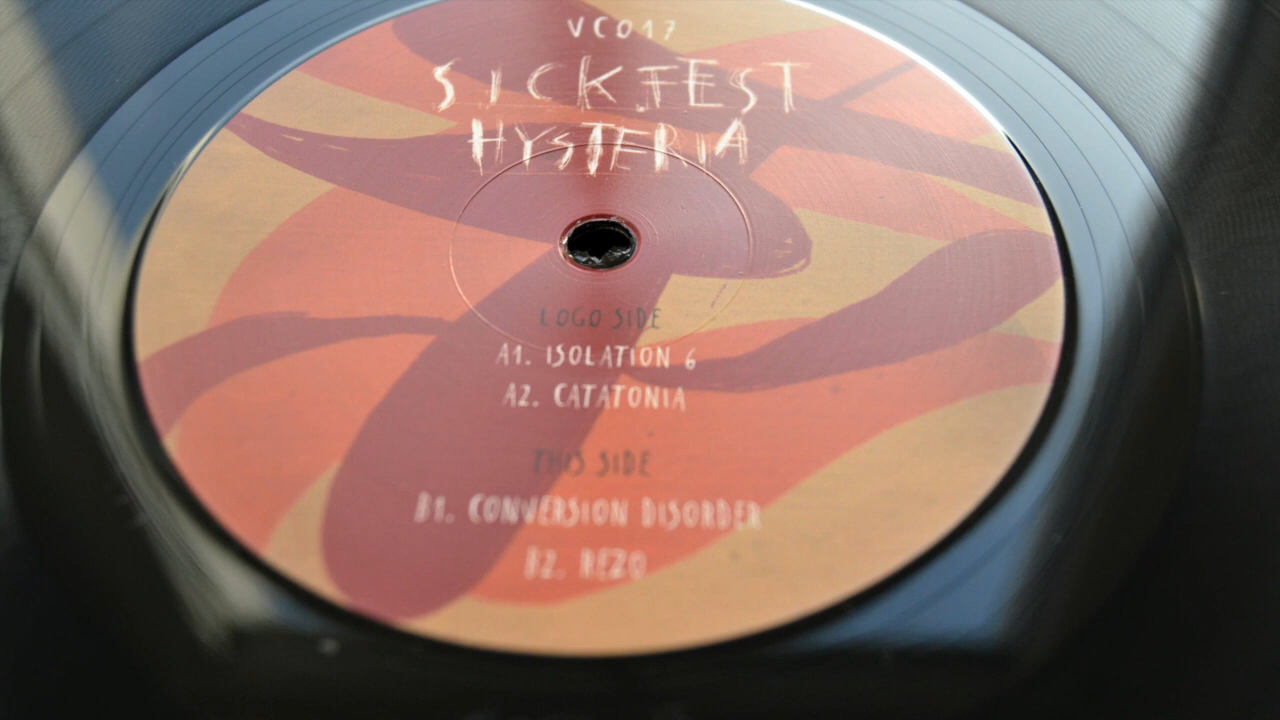 VC017
SICKFEST
HYSTERIA
LOGO SIDE
A1. ISOLATION 6
A2. CATATONIA
THIS SIDE
B1. CONVERSION DISORDER
B2. REZO